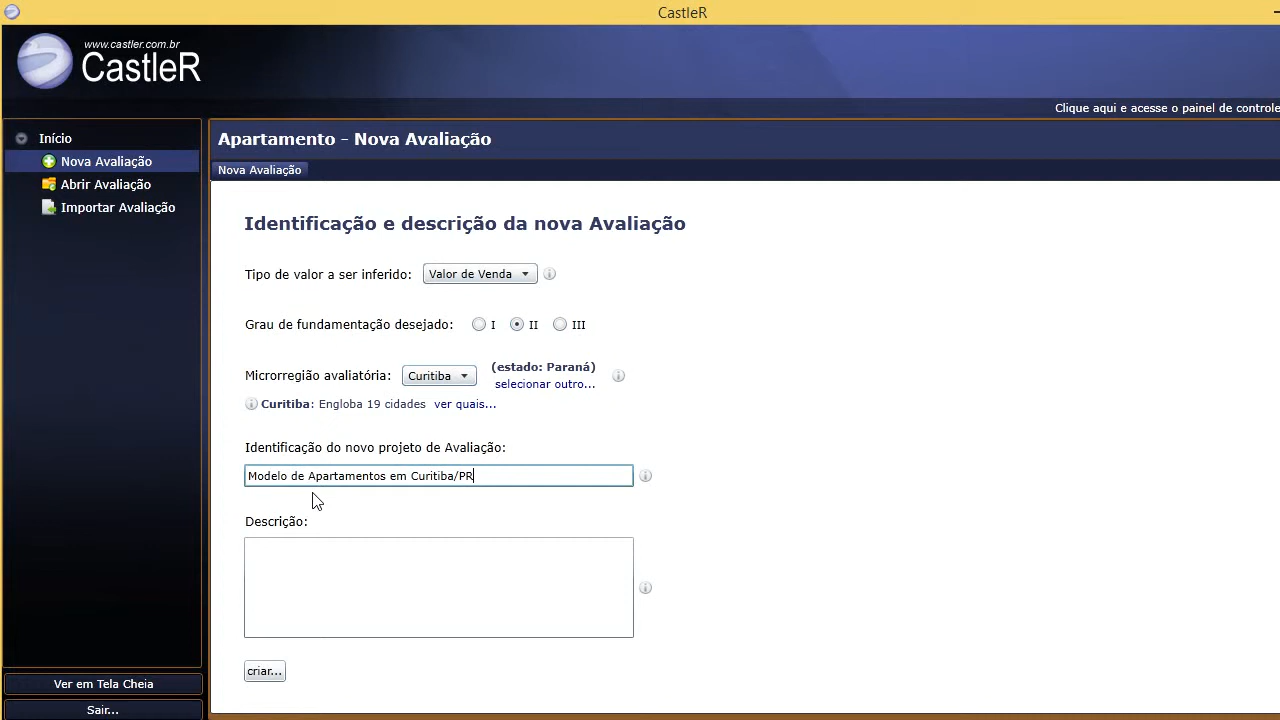 CastleR
www.castler.com.br
CastleR
Clique aqui e acesse o painel de controle
Início
Nova Avaliação
Abrir Avaliação
Importar Avaliação
Apartamento - Nova Avaliação
Nova Avaliação
Identificação e descrição da nova Avaliação
Tipo de valor a ser inferido: Valor de Venda
Grau de fundamentação desejado: I II III
Microrregião avaliatória: Curitiba (estado: Paraná)
selecionar outro...
Curitiba: Engloba 19 cidades ver quais...
Identificação do novo projeto de Avaliação:
Modelo de Apartamentos em Curitiba/PR
Descrição:
criar...
Ver em Tela Cheia
Sair...